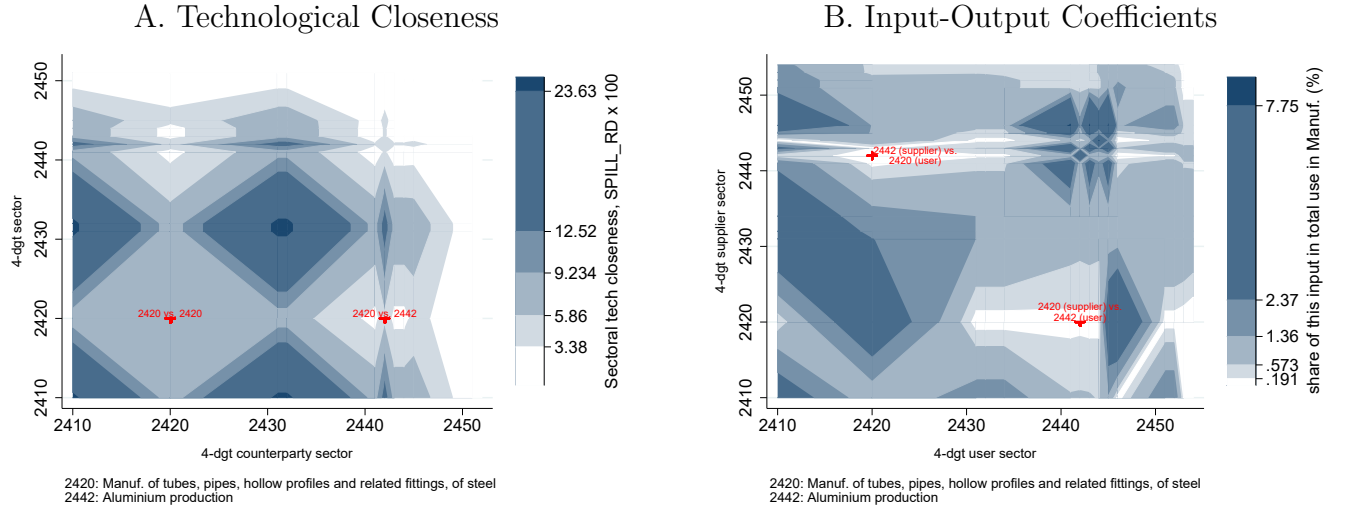 A. Technological Closeness
4-dgt sector
2450
2440
2430
2420
2410
2420 vs. 2420
2420 vs. 2442
2410
2420
2430
2440
2450
4-dgt counterparty sector
23.63
12.52
9.234
5.86
3.38
Sectoral tech closeness, SPILL_RD x 100
2420: Manuf. of tubes, pipes, hollow profiles and related fittings, of steel
2442: Aluminium production
B. Input-Output Coefficients
4-dgt supplier sector
2450
2440
2430
2420
2410
2442 (supplier) vs.
2420 (user)
2420 (supplier) vs.
2442 (user)
2410
2420
2430
2440
2450
4-dgt user sector
7.75
2.37
1.36
.573
.191
share of this input in total use in Manuf. (%)
2420: Manuf. of tubes, pipes, hollow profiles and related fittings, of steel
2442: Aluminium production